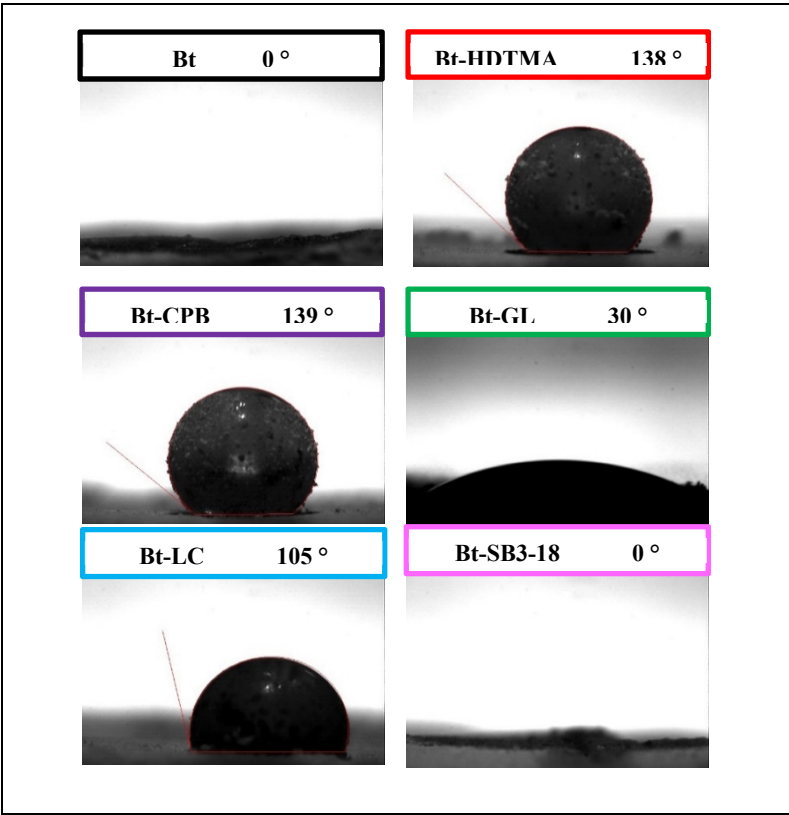 Bt 0 °
Bt-HDTMA 138 °
Bt-CPB 139 °
Bt-GL 30 °
Bt-LC 105 °
Bt-SB3-18 0 °